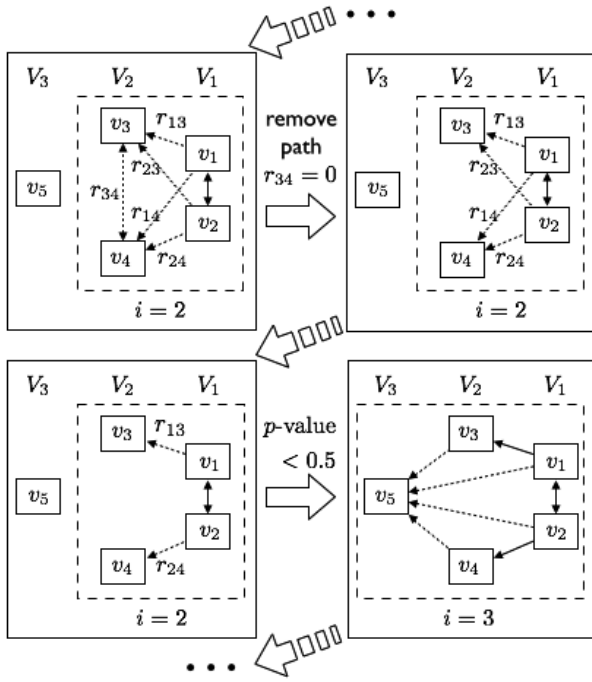 • • •
V₃ V₂ V₁
v₃ r₁₃ v₁
r₂₃
v₅ r₃₄
r₁₄ v₂
v₄ r₂₄
i = 2
remove
path
r₃₄ = 0
V₃ V₂ V₁
v₃ r₁₃ v₁
r₂₃
v₅
r₁₄ v₂
v₄ r₂₄
i = 2
V₃ V₂ V₁
v₃ r₁₃ v₁
v₅
v₂
v₄ r₂₄
i = 2
p-value
< 0.5
V₃ V₂ V₁
v₃ v₁
v₅
v₂
v₄
i = 3
• • •